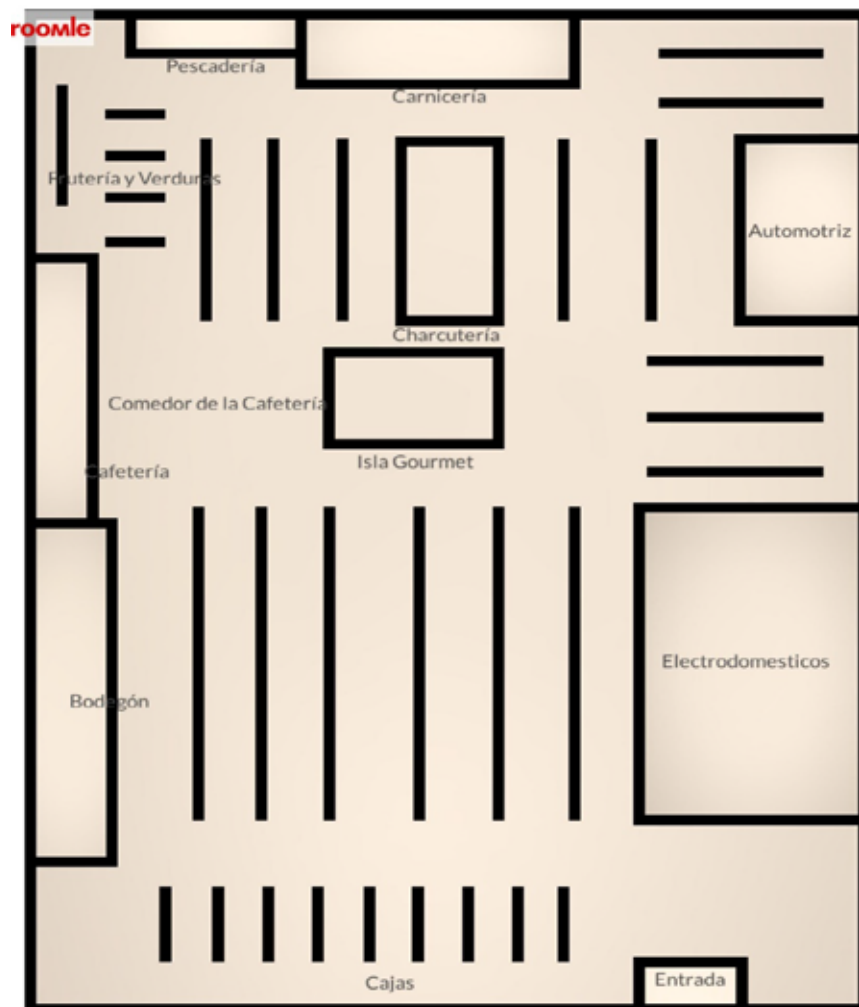 roomle
Pescadería
Carnicería
Frutería y Verduras
Automotriz
Charcutería
Comedor de la Cafetería
Isla Gourmet
Cafetería
Electrodomesticos
Bodegón
Cajas
Entrada